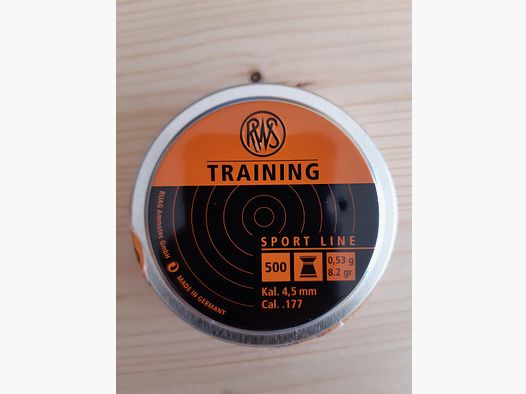 RWS
TRAINING
SPORT LINE
500
0,53 g
8.2 gr
Kal. 4,5 mm
Cal. .177
RUAG Ammotec GmbH
MADE IN GERMANY